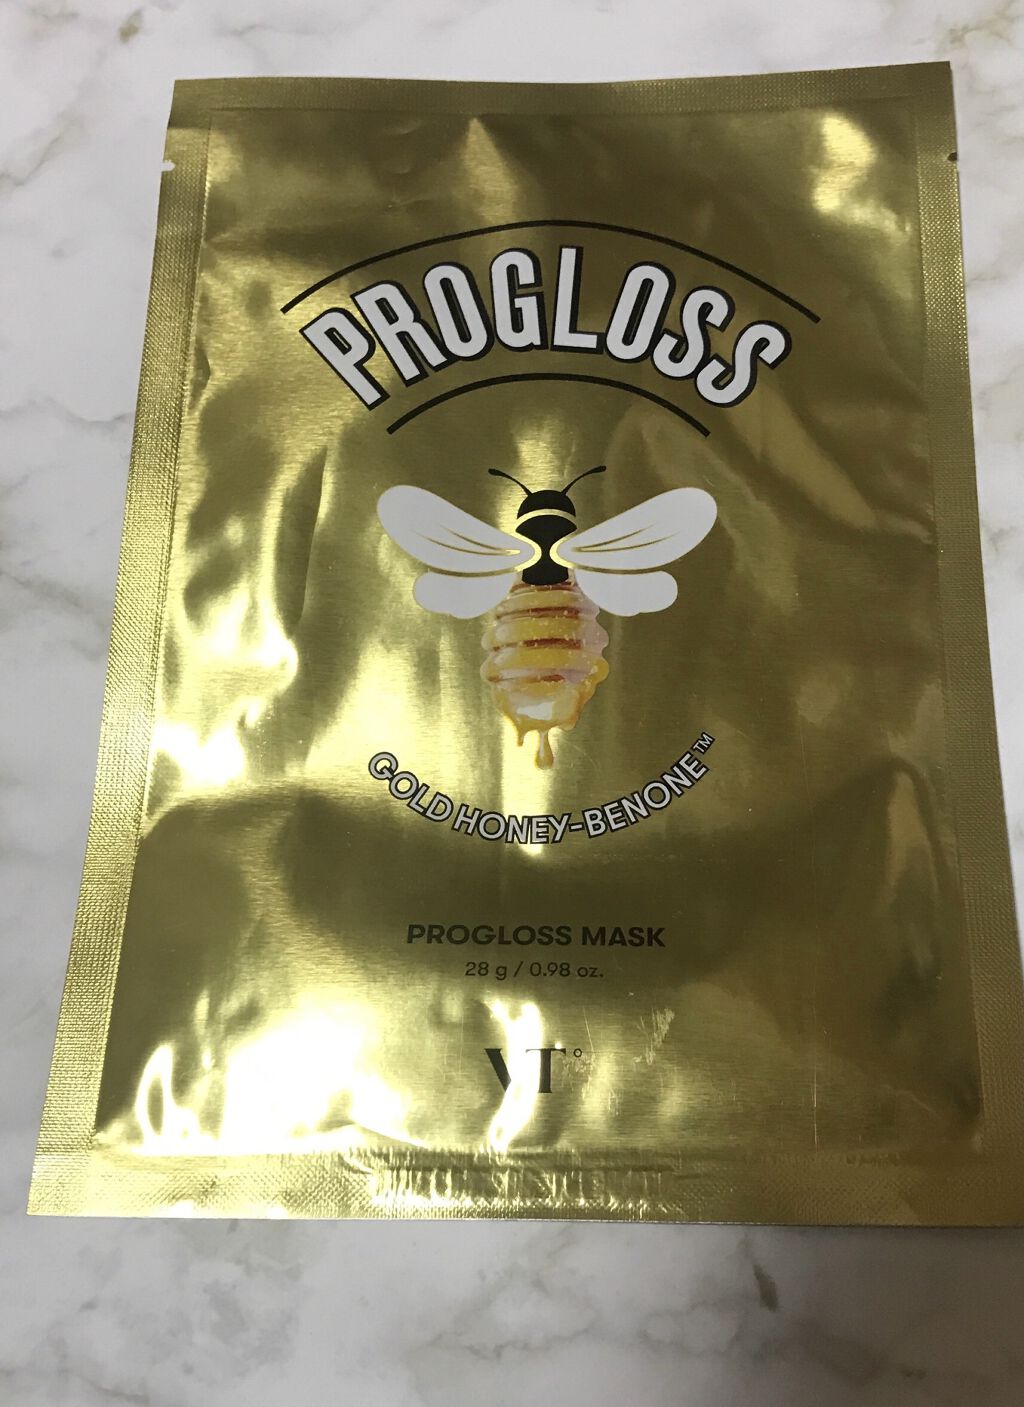 PROGLOSS
GOLD HONEY-BENONE™
PROGLOSS MASK
28 g / 0.98 oz.
VT°